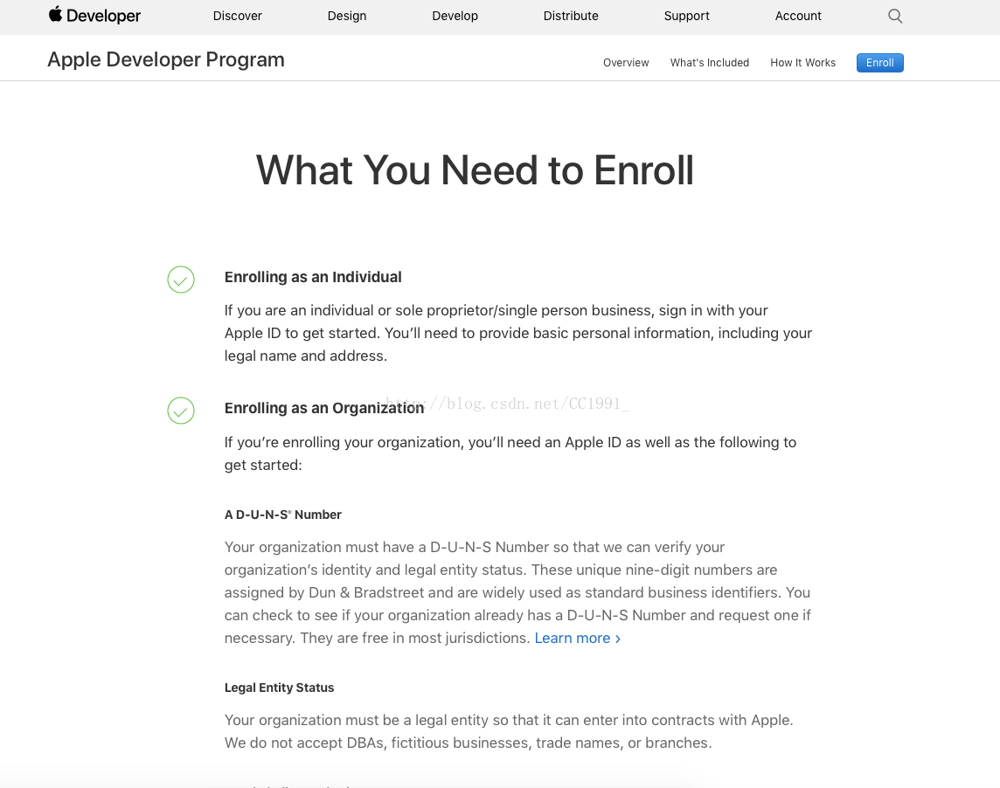 Developer
Discover
Design
Develop
Distribute
Support
Account
Apple Developer Program
Overview
What's Included
How It Works
Enroll
What You Need to Enroll
Enrolling as an Individual
If you are an individual or sole proprietor/single person business, sign in with your
Apple ID to get started. You’ll need to provide basic personal information, including your
legal name and address.
Enrolling as an Organization
http://blog.csdn.net/CC1991_
If you’re enrolling your organization, you’ll need an Apple ID as well as the following to
get started:
A D-U-N-S® Number
Your organization must have a D-U-N-S Number so that we can verify your
organization’s identity and legal entity status. These unique nine-digit numbers are
assigned by Dun & Bradstreet and are widely used as standard business identifiers. You
can check to see if your organization already has a D-U-N-S Number and request one if
necessary. They are free in most jurisdictions. Learn more ›
Legal Entity Status
Your organization must be a legal entity so that it can enter into contracts with Apple.
We do not accept DBAs, fictitious businesses, trade names, or branches.